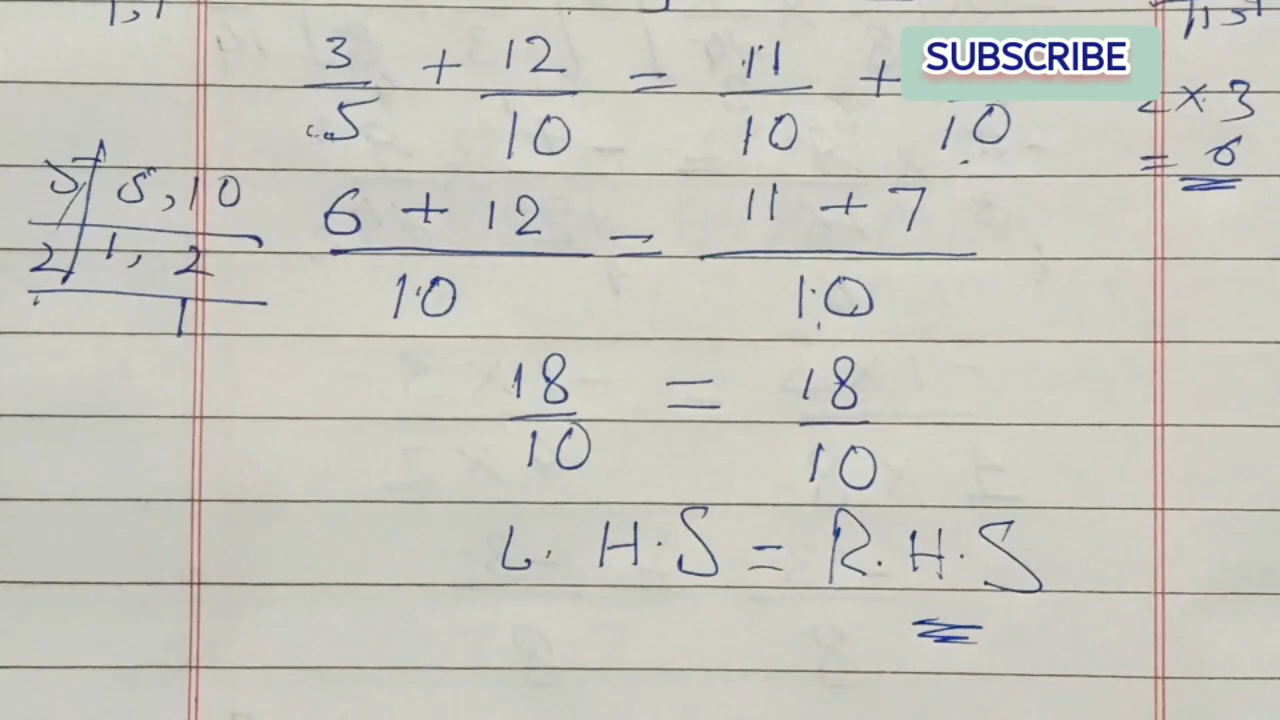 SUBSCRIBE
3/5 + 12/10 = 11/10 + /10
× 3
= 6
5 | 5, 10
2 | 1, 2
1
6 + 12 / 10 = 11 + 7 / 10
18/10 = 18/10
L. H.S = R.H.S